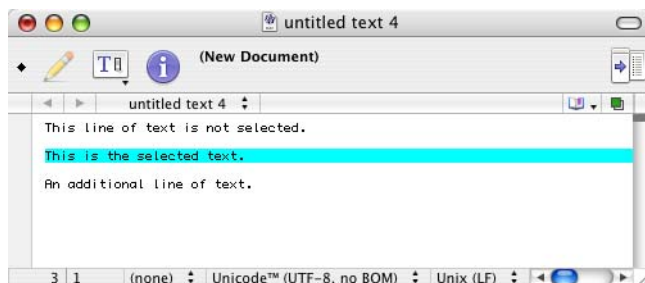 untitled text 4
(New Document)
untitled text 4
This line of text is not selected.
This is the selected text.
An additional line of text.
3 1 (none) Unicode™ (UTF-8, no BOM) Unix (LF)